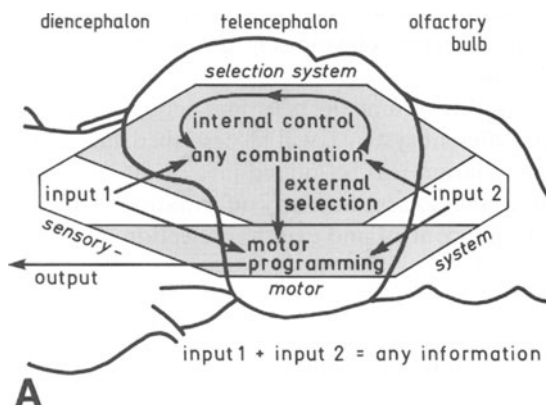 diencephalon telencephalon olfactory
bulb
selection system
internal control
any combination
input 1 external input 2
selection
sensory- motor system
programming
output motor
input 1 + input 2 = any information
A